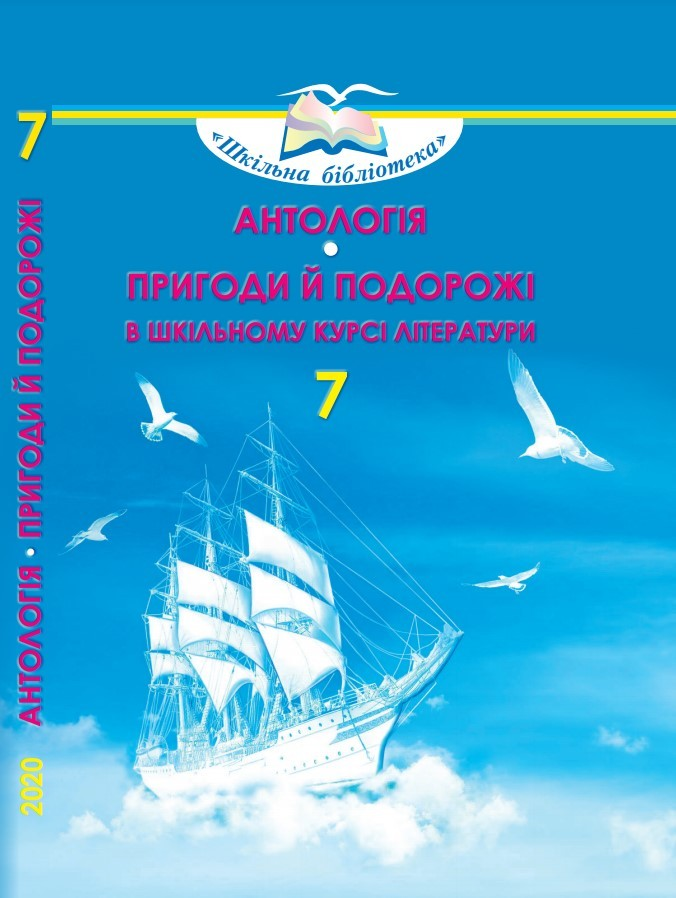 «Шкільна бібліотека»
АНТОЛОГІЯ
•
ПРИГОДИ Й ПОДОРОЖІ
В ШКІЛЬНОМУ КУРСІ ЛІТЕРАТУРИ
7
7
2020 АНТОЛОГІЯ • ПРИГОДИ Й ПОДОРОЖІ